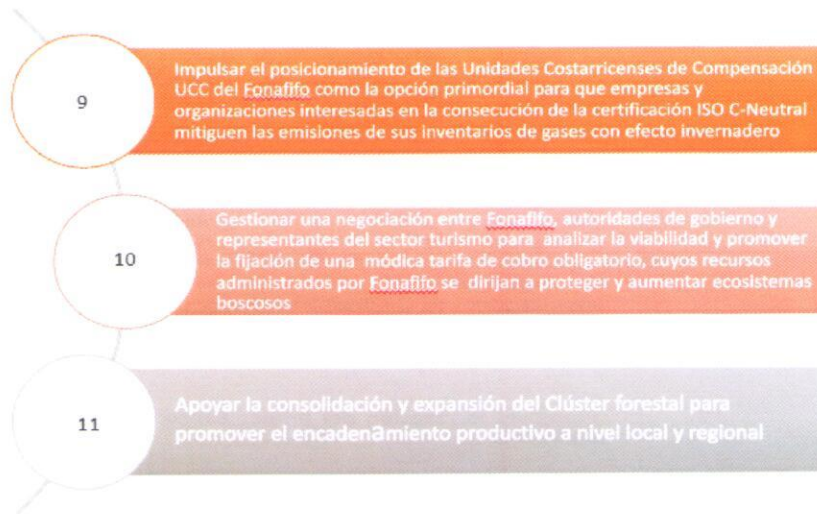 9
Impulsar el posicionamiento de las Unidades Costarricenses de Compensación
UCC del Fonafifo como la opción primordial para que empresas y
organizaciones interesadas en la consecución de la certificación ISO C-Neutral
mitiguen las emisiones de sus inventarios de gases con efecto invernadero
10
Gestionar una negociación entre Fonafifo, autoridades de gobierno y
representantes del sector turismo para analizar la viabilidad y promover
la fijación de una módica tarifa de cobro obligatorio, cuyos recursos
administrados por Fonafifo se dirijan a proteger y aumentar ecosistemas
boscosos
11
Apoyar la consolidación y expansión del Clúster forestal para
promover el encadenamiento productivo a nivel local y regional